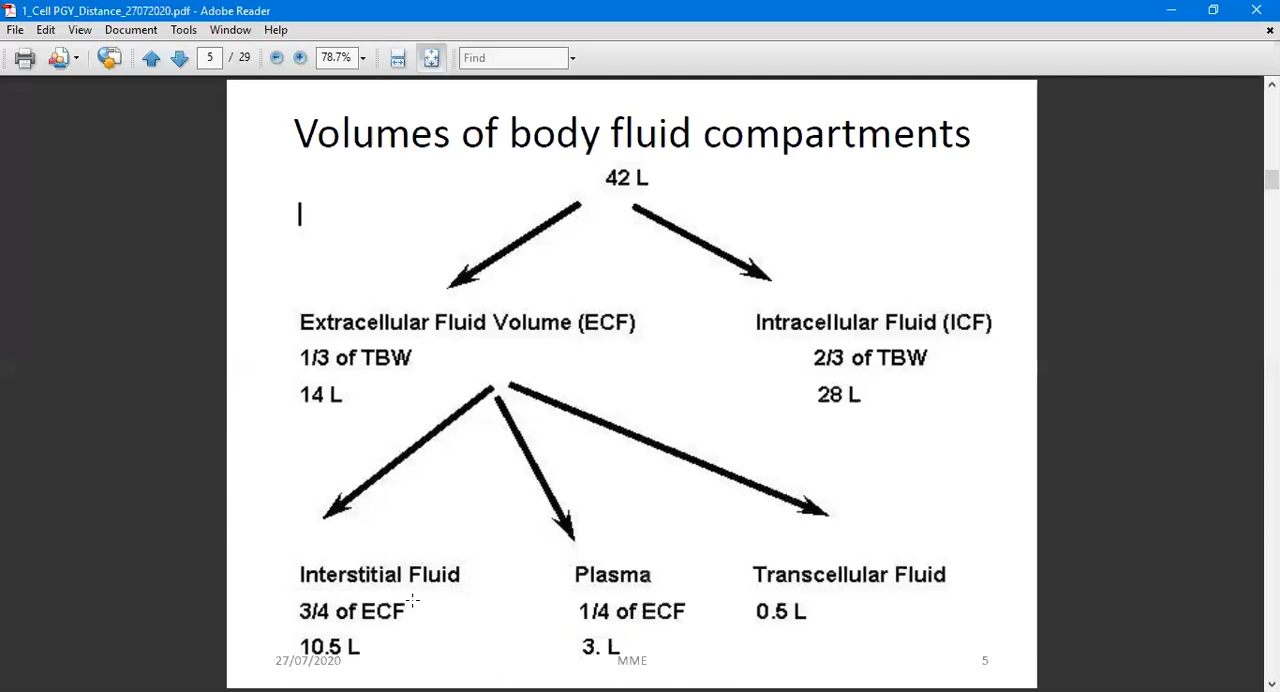 1_Cell PGY_Distance_27072020.pdf - Adobe Reader
File Edit View Document Tools Window Help
5 / 29 78.7% Find
Volumes of body fluid compartments
42 L
Extracellular Fluid Volume (ECF) Intracellular Fluid (ICF)
1/3 of TBW 2/3 of TBW
14 L 28 L
Interstitial Fluid Plasma Transcellular Fluid
3/4 of ECF 1/4 of ECF 0.5 L
10.5 L 3. L
27/07/2020 MME 5